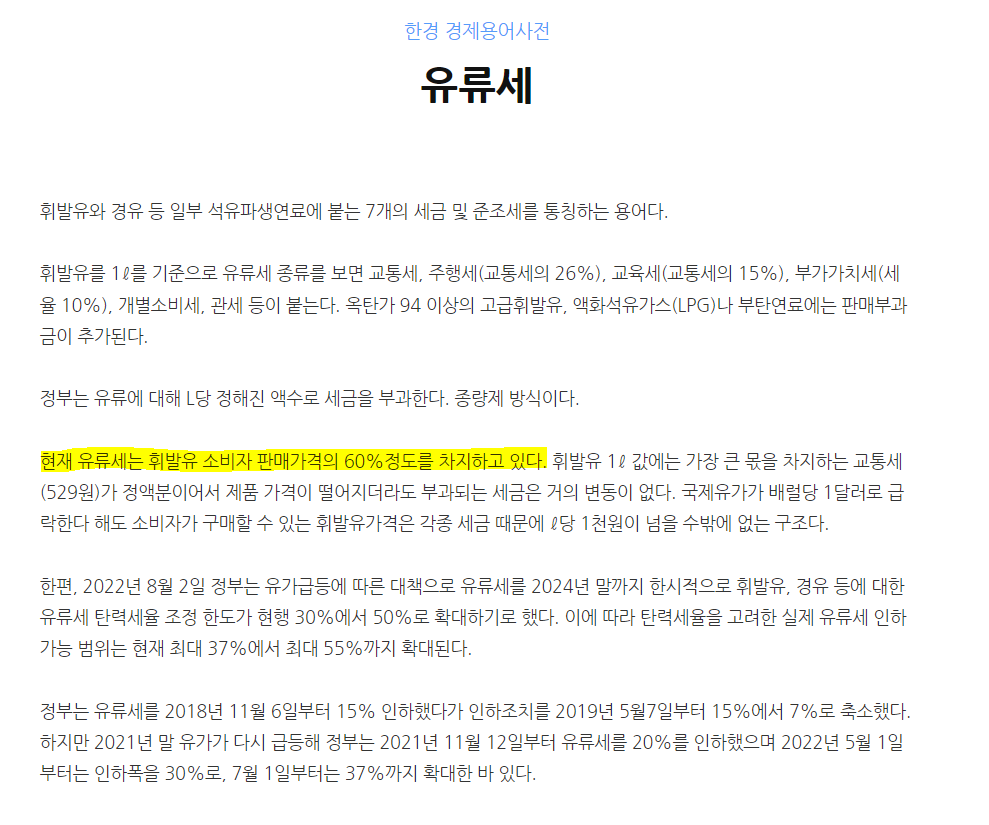 한경 경제용어사전
유류세
휘발유와 경유 등 일부 석유파생연료에 붙는 7개의 세금 및 준조세를 통칭하는 용어다.
휘발유를 1ℓ를 기준으로 유류세 종류를 보면 교통세, 주행세(교통세의 26%), 교육세(교통세의 15%), 부가가치세(세
율 10%), 개별소비세, 관세 등이 붙는다. 옥탄가 94 이상의 고급휘발유, 액화석유가스(LPG)나 부탄연료에는 판매부과
금이 추가된다.
정부는 유류에 대해 L당 정해진 액수로 세금을 부과한다. 종량제 방식이다.
현재 유류세는 휘발유 소비자 판매가격의 60%정도를 차지하고 있다. 휘발유 1ℓ 값에는 가장 큰 몫을 차지하는 교통세
(529원)가 정액분이어서 제품 가격이 떨어지더라도 부과되는 세금은 거의 변동이 없다. 국제유가가 배럴당 1달러로 급
락한다 해도 소비자가 구매할 수 있는 휘발유가격은 각종 세금 때문에 ℓ당 1천원이 넘을 수밖에 없는 구조다.
한편, 2022년 8월 2일 정부는 유가급등에 따른 대책으로 유류세를 2024년 말까지 한시적으로 휘발유, 경유 등에 대한
유류세 탄력세율 조정 한도가 현행 30%에서 50%로 확대하기로 했다. 이에 따라 탄력세율을 고려한 실제 유류세 인하
가능 범위는 현재 최대 37%에서 최대 55%까지 확대된다.
정부는 유류세를 2018년 11월 6일부터 15% 인하했다가 인하조치를 2019년 5월7일부터 15%에서 7%로 축소했다.
하지만 2021년 말 유가가 다시 급등해 정부는 2021년 11월 12일부터 유류세를 20%를 인하했으며 2022년 5월 1일
부터는 인하폭을 30%로, 7월 1일부터는 37%까지 확대한 바 있다.